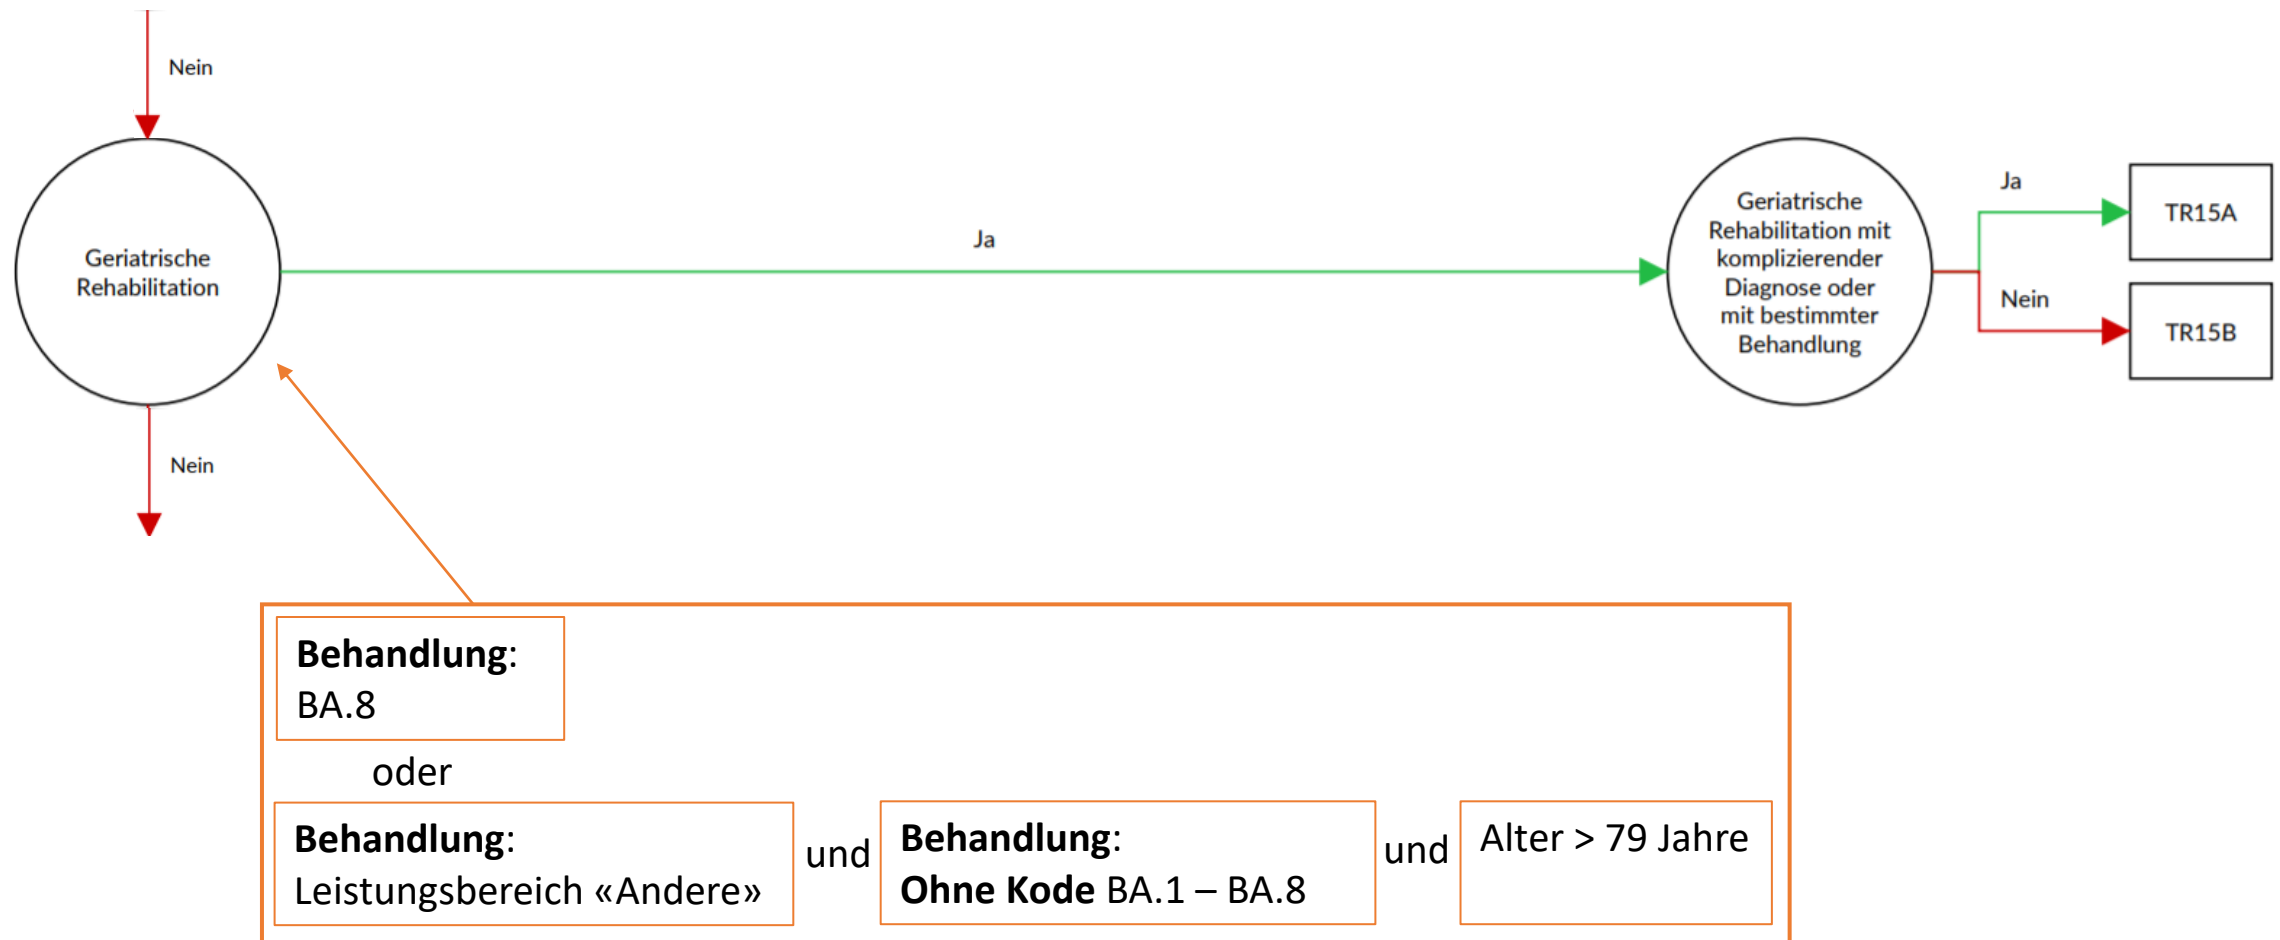 Nein
Geriatrische
Rehabilitation
Ja
Geriatrische
Rehabilitation mit
komplizierender
Diagnose oder
mit bestimmter
Behandlung
Ja
TR15A
Nein
TR15B
Nein
Behandlung:
BA.8
oder
Behandlung:
Leistungsbereich «Andere»
und
Behandlung:
Ohne Kode BA.1 – BA.8
und
Alter > 79 Jahre